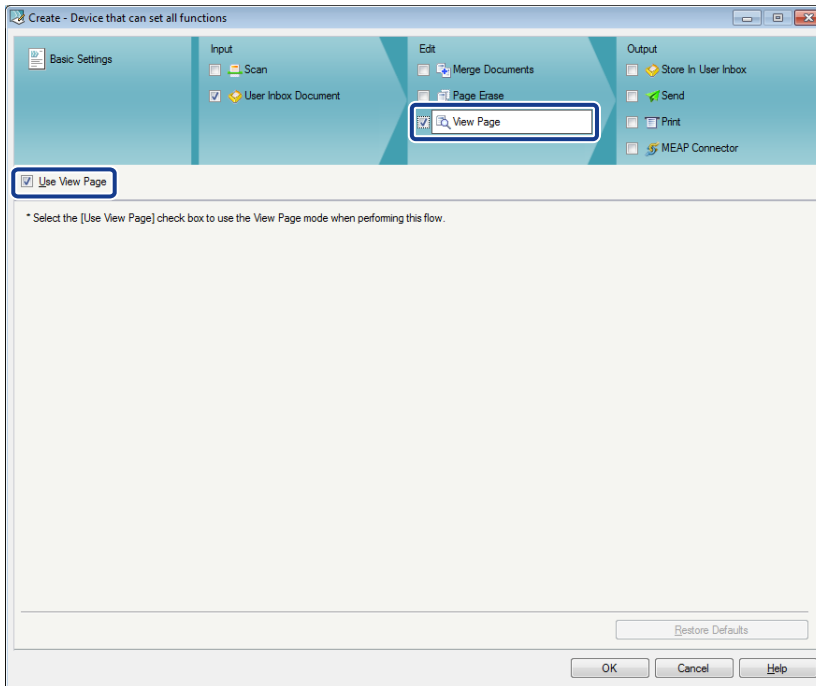 Create - Device that can set all functions
Basic Settings
Input
Scan
User Inbox Document
Edit
Merge Documents
Page Erase
View Page
Output
Store In User Inbox
Send
Print
MEAP Connector
Use View Page
* Select the [Use View Page] check box to use the View Page mode when performing this flow.
Restore Defaults
OK
Cancel
Help